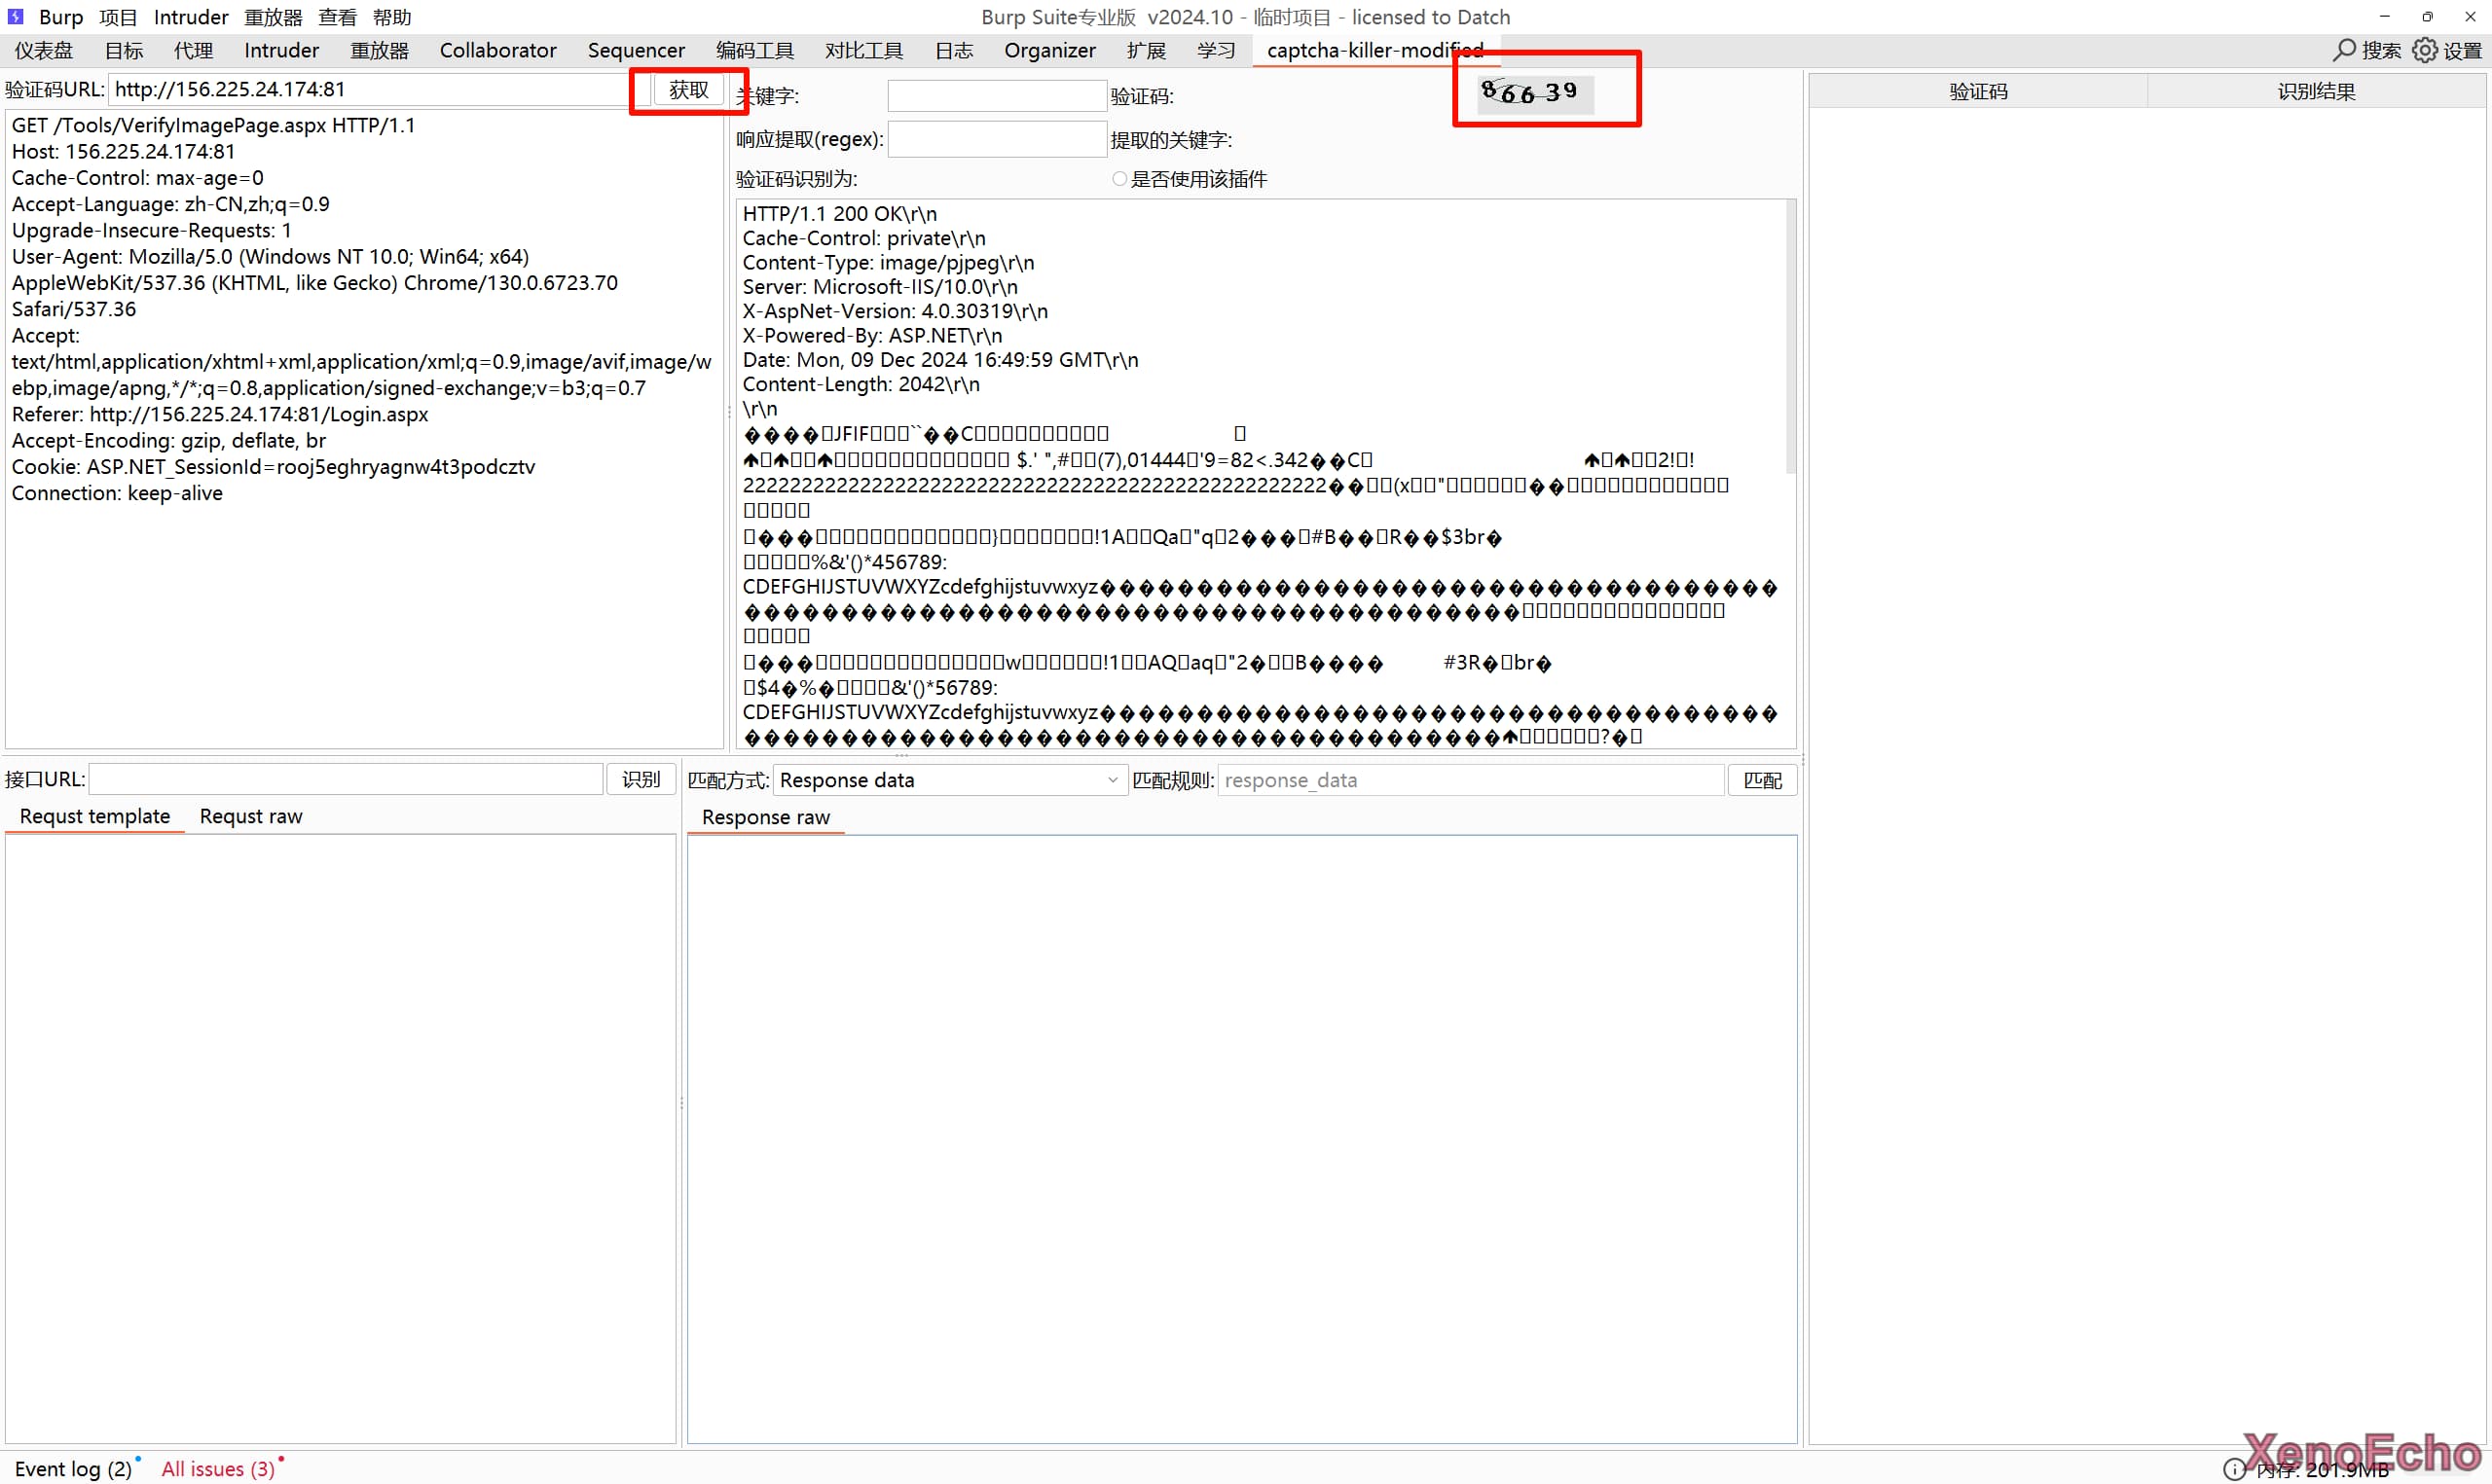 Burp 项目 Intruder 重放器 查看 帮助 Burp Suite专业版 v2024.10 - 临时项目 - licensed to Datch
仪表盘 目标 代理 Intruder 重放器 Collaborator Sequencer 编码工具 对比工具 日志 Organizer 扩展 学习 captcha-killer-modified 搜索 设置
验证码URL: http://156.225.24.174:81 获取
GET /Tools/VerifyImagePage.aspx HTTP/1.1
Host: 156.225.24.174:81
Cache-Control: max-age=0
Accept-Language: zh-CN,zh;q=0.9
Upgrade-Insecure-Requests: 1
User-Agent: Mozilla/5.0 (Windows NT 10.0; Win64; x64)
AppleWebKit/537.36 (KHTML, like Gecko) Chrome/130.0.6723.70
Safari/537.36
Accept:
text/html,application/xhtml+xml,application/xml;q=0.9,image/avif,image/w
ebp,image/apng,*/*;q=0.8,application/signed-exchange;v=b3;q=0.7
Referer: http://156.225.24.174:81/Login.aspx
Accept-Encoding: gzip, deflate, br
Cookie: ASP.NET_SessionId=rooj5eghryagnw4t3podcztv
Connection: keep-alive
关键字: 验证码: 86639
响应提取(regex): 提取的关键字:
验证码识别为: 是否使用该插件
HTTP/1.1 200 OK\r\n
Cache-Control: private\r\n
Content-Type: image/pjpeg\r\n
Server: Microsoft-IIS/10.0\r\n
X-AspNet-Version: 4.0.30319\r\n
X-Powered-By: ASP.NET\r\n
Date: Mon, 09 Dec 2024 16:49:59 GMT\r\n
Content-Length: 2042\r\n
\r\n
JFIF
%&'()*456789:
CDEFGHIJSTUVWXYZcdefghijstuvwxyz
&'()*56789:
CDEFGHIJSTUVWXYZcdefghijstuvwxyz
验证码 识别结果
接口URL: 识别
Requst template Requst raw
匹配方式: Response data 匹配规则: response_data 匹配
Response raw
Event log (2) All issues (3) 内存: 201.9MB
XenoEcho